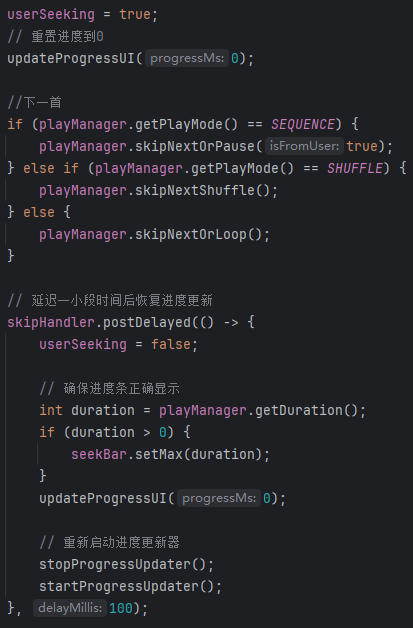 userSeeking = true;
// 重置进度到0
updateProgressUI( progressMs: 0);
//下一首
if (playManager.getPlayMode() == SEQUENCE) {
playManager.skipNextOrPause( isFromUser: true);
} else if (playManager.getPlayMode() == SHUFFLE) {
playManager.skipNextShuffle();
} else {
playManager.skipNextOrLoop();
}
// 延迟一小段时间后恢复进度更新
skipHandler.postDelayed(() -> {
userSeeking = false;
// 确保进度条正确显示
int duration = playManager.getDuration();
if (duration > 0) {
seekBar.setMax(duration);
}
updateProgressUI( progressMs: 0);
// 重新启动进度更新器
stopProgressUpdater();
startProgressUpdater();
}, delayMillis: 100);